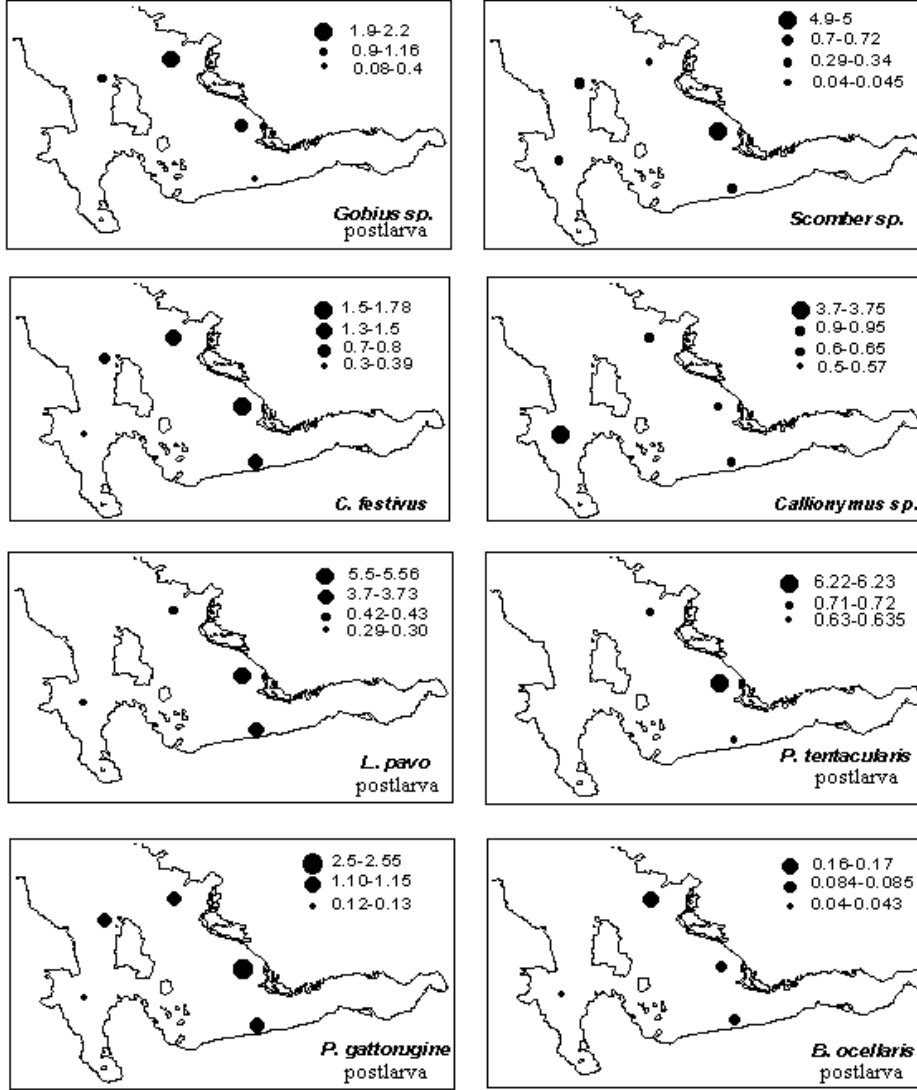 1.9-2.2
0.9-1.16
0.08-0.4
Gobius sp.
postlarva
4.9-5
0.7-0.72
0.29-0.34
0.04-0.045
Scomber sp.
1.5-1.78
1.3-1.5
0.7-0.8
0.3-0.39
C. festivus
3.7-3.75
0.9-0.95
0.6-0.65
0.5-0.57
Callionymus sp.
5.5-5.56
3.7-3.73
0.42-0.43
0.29-0.30
L. pavo
postlarva
6.22-6.23
0.71-0.72
0.63-0.635
P. tentacularis
postlarva
2.5-2.55
1.10-1.15
0.12-0.13
P. gattorugine
postlarva
0.16-0.17
0.084-0.085
0.04-0.043
B. ocellaris
postlarva